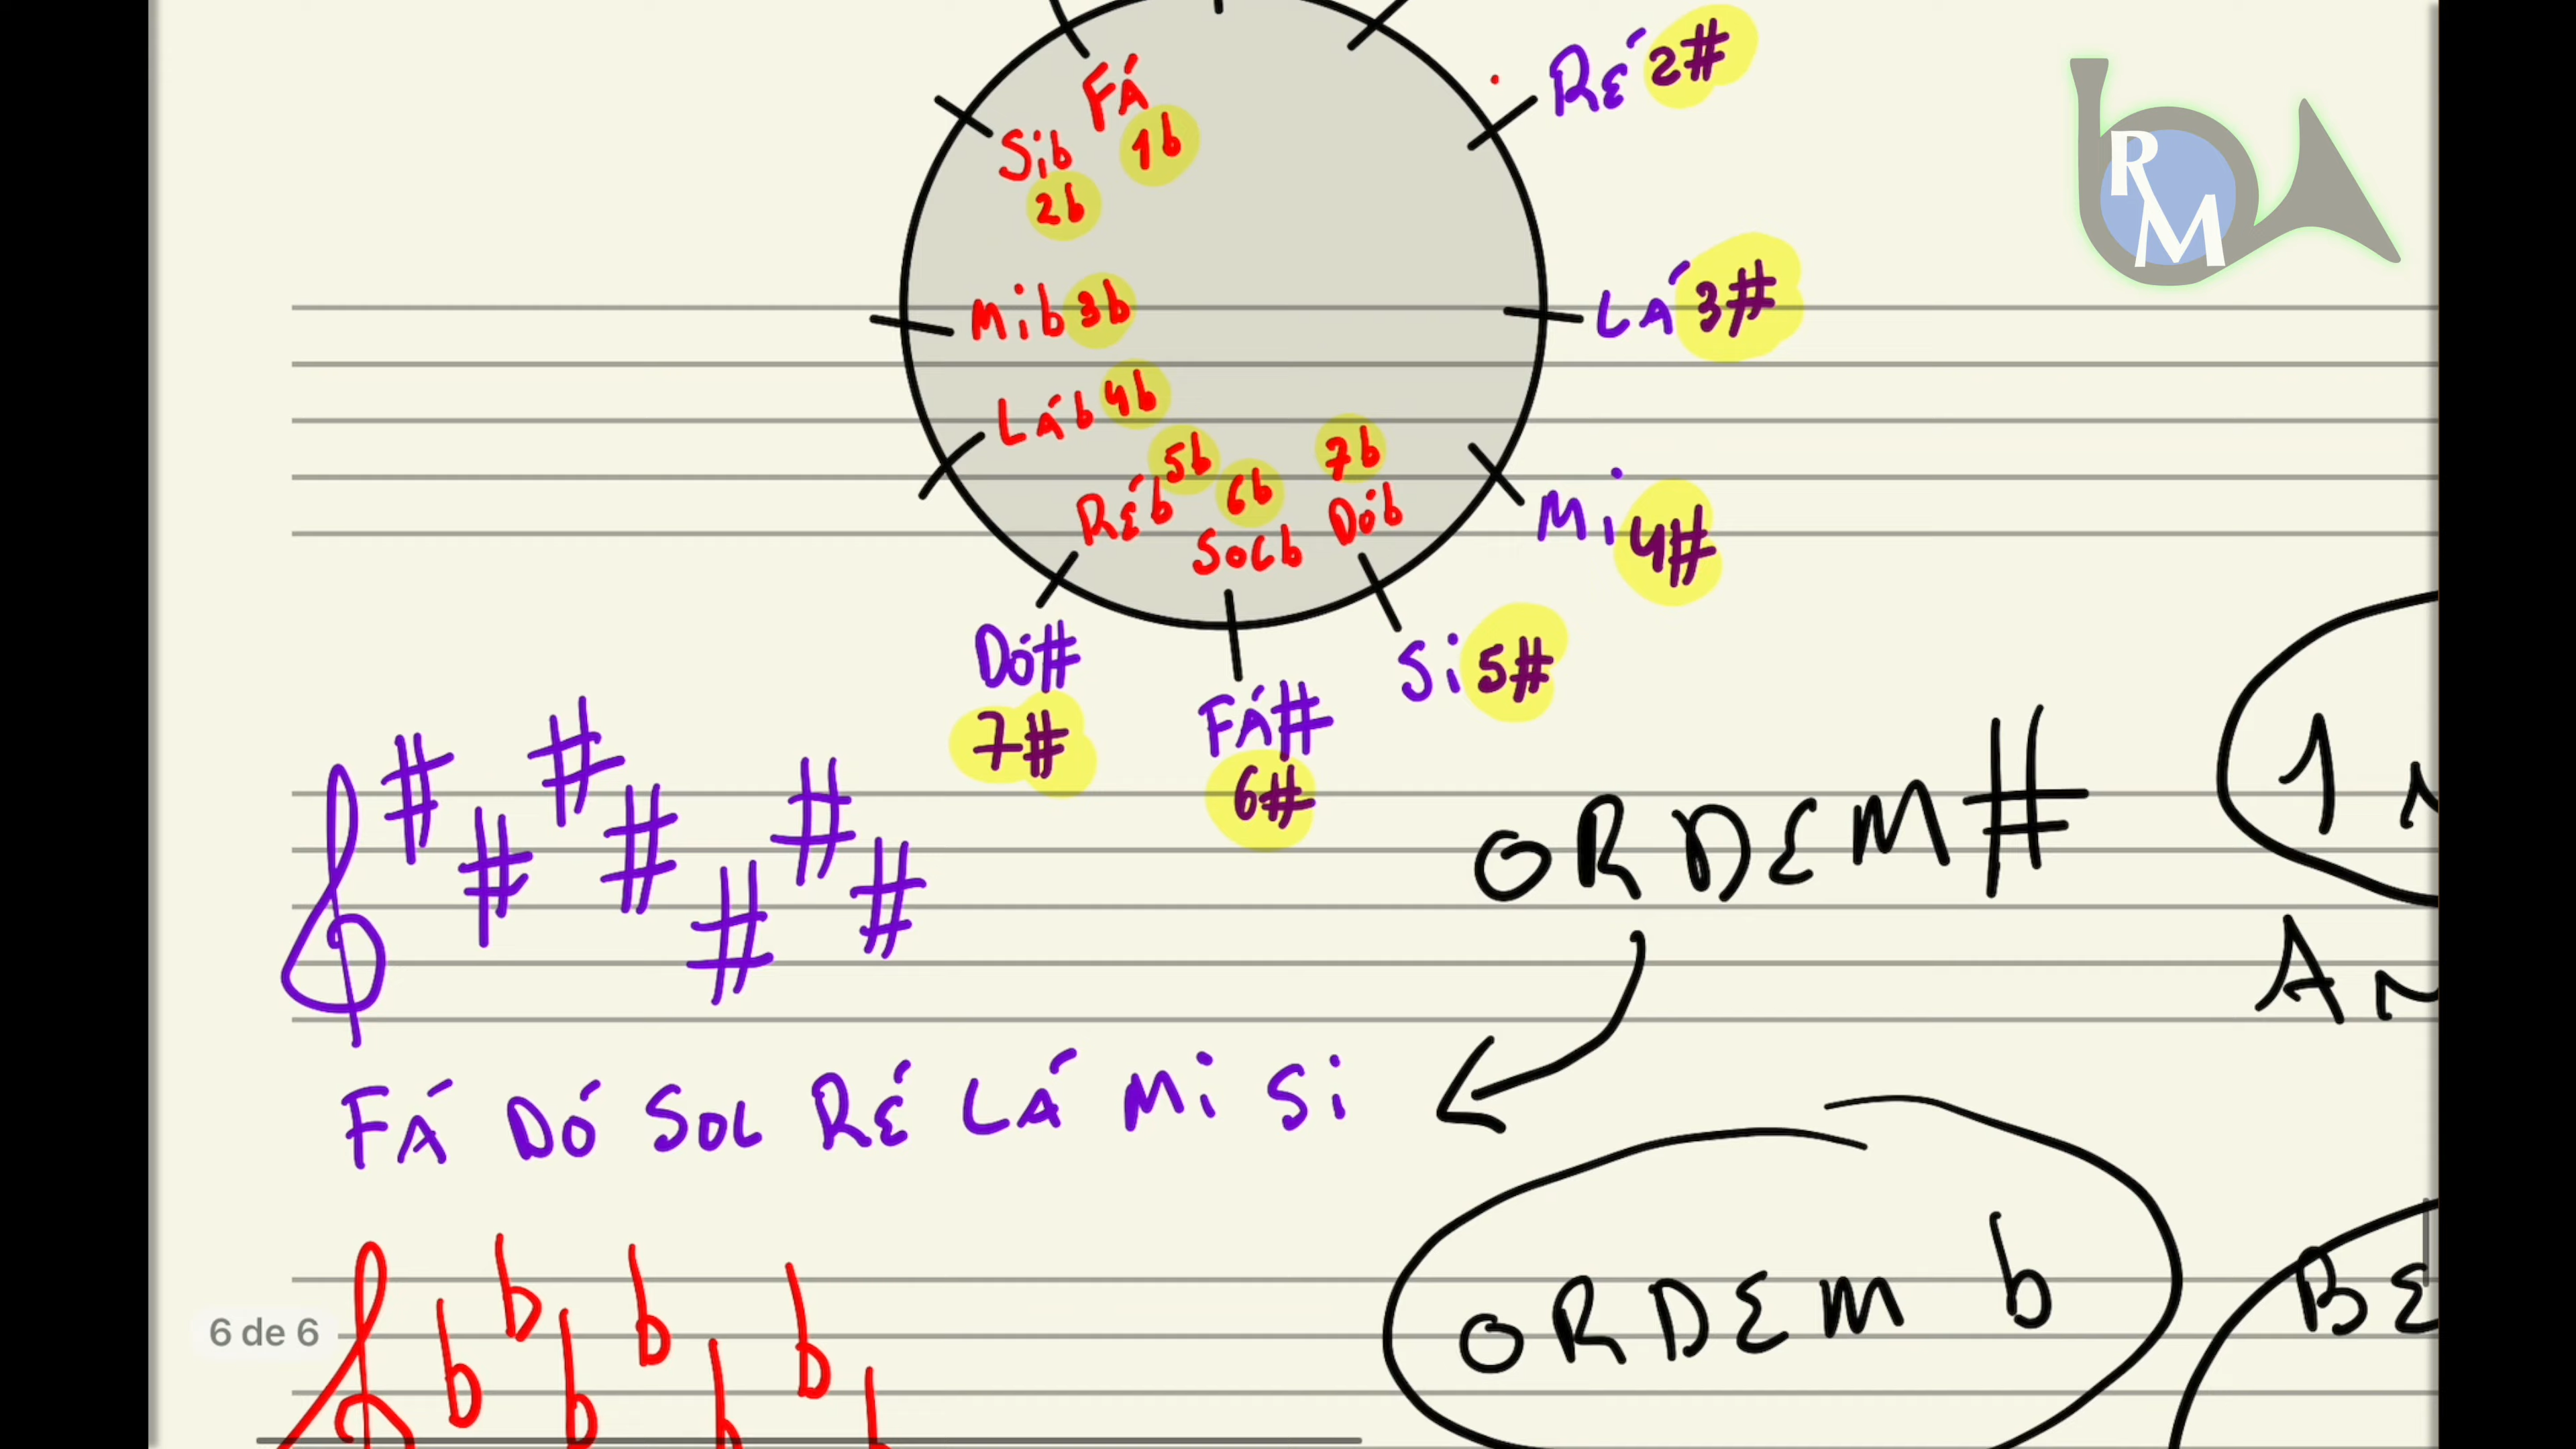 RÉ 2#
FÁ
1b
Sib
2b
RM
LÁ 3#
Mib 3b
LÁb 4b
5b
6b
7b
RÉb
SOLb
DÓb
Mi 4#
DÓ#
7#
FÁ#
6#
Si 5#
ORDEM #
1
FÁ DÓ SOL RÉ LÁ Mi Si
ORDEM b
6 de 6